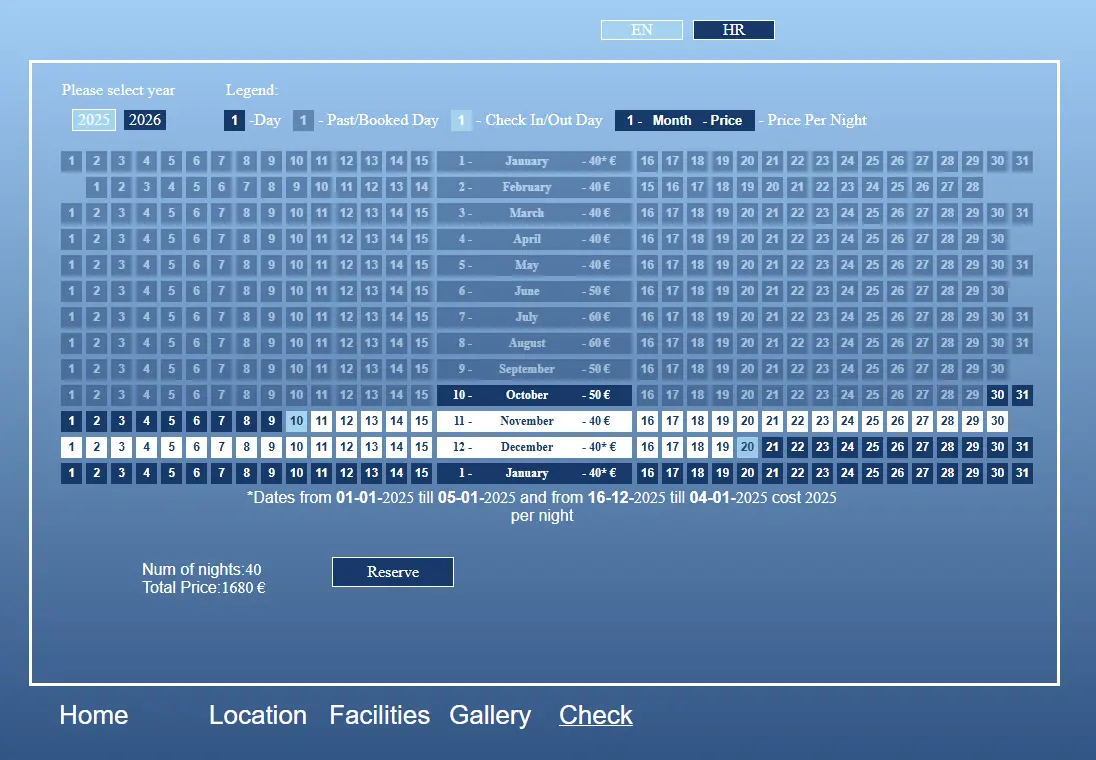 EN HR
Please select year Legend:
2025 2026 1 -Day 1 - Past/Booked Day 1 - Check In/Out Day 1 - Month - Price - Price Per Night
1 2 3 4 5 6 7 8 9 10 11 12 13 14 15 1 - January - 40* € 16 17 18 19 20 21 22 23 24 25 26 27 28 29 30 31
1 2 3 4 5 6 7 8 9 10 11 12 13 14 2 - February - 40 € 15 16 17 18 19 20 21 22 23 24 25 26 27 28
1 2 3 4 5 6 7 8 9 10 11 12 13 14 15 3 - March - 40 € 16 17 18 19 20 21 22 23 24 25 26 27 28 29 30 31
1 2 3 4 5 6 7 8 9 10 11 12 13 14 15 4 - April - 40 € 16 17 18 19 20 21 22 23 24 25 26 27 28 29 30
1 2 3 4 5 6 7 8 9 10 11 12 13 14 15 5 - May - 40 € 16 17 18 19 20 21 22 23 24 25 26 27 28 29 30 31
1 2 3 4 5 6 7 8 9 10 11 12 13 14 15 6 - June - 50 € 16 17 18 19 20 21 22 23 24 25 26 27 28 29 30
1 2 3 4 5 6 7 8 9 10 11 12 13 14 15 7 - July - 60 € 16 17 18 19 20 21 22 23 24 25 26 27 28 29 30 31
1 2 3 4 5 6 7 8 9 10 11 12 13 14 15 8 - August - 60 € 16 17 18 19 20 21 22 23 24 25 26 27 28 29 30 31
1 2 3 4 5 6 7 8 9 10 11 12 13 14 15 9 - September - 50 € 16 17 18 19 20 21 22 23 24 25 26 27 28 29 30
1 2 3 4 5 6 7 8 9 10 11 12 13 14 15 10 - October - 50 € 16 17 18 19 20 21 22 23 24 25 26 27 28 29 30 31
1 2 3 4 5 6 7 8 9 10 11 12 13 14 15 11 - November - 40 € 16 17 18 19 20 21 22 23 24 25 26 27 28 29 30
1 2 3 4 5 6 7 8 9 10 11 12 13 14 15 12 - December - 40* € 16 17 18 19 20 21 22 23 24 25 26 27 28 29 30 31
1 2 3 4 5 6 7 8 9 10 11 12 13 14 15 1 - January - 40* € 16 17 18 19 20 21 22 23 24 25 26 27 28 29 30 31
*Dates from 01-01-2025 till 05-01-2025 and from 16-12-2025 till 04-01-2025 cost 2025
per night
Num of nights:40
Total Price:1680 €
Reserve
Home Location Facilities Gallery Check